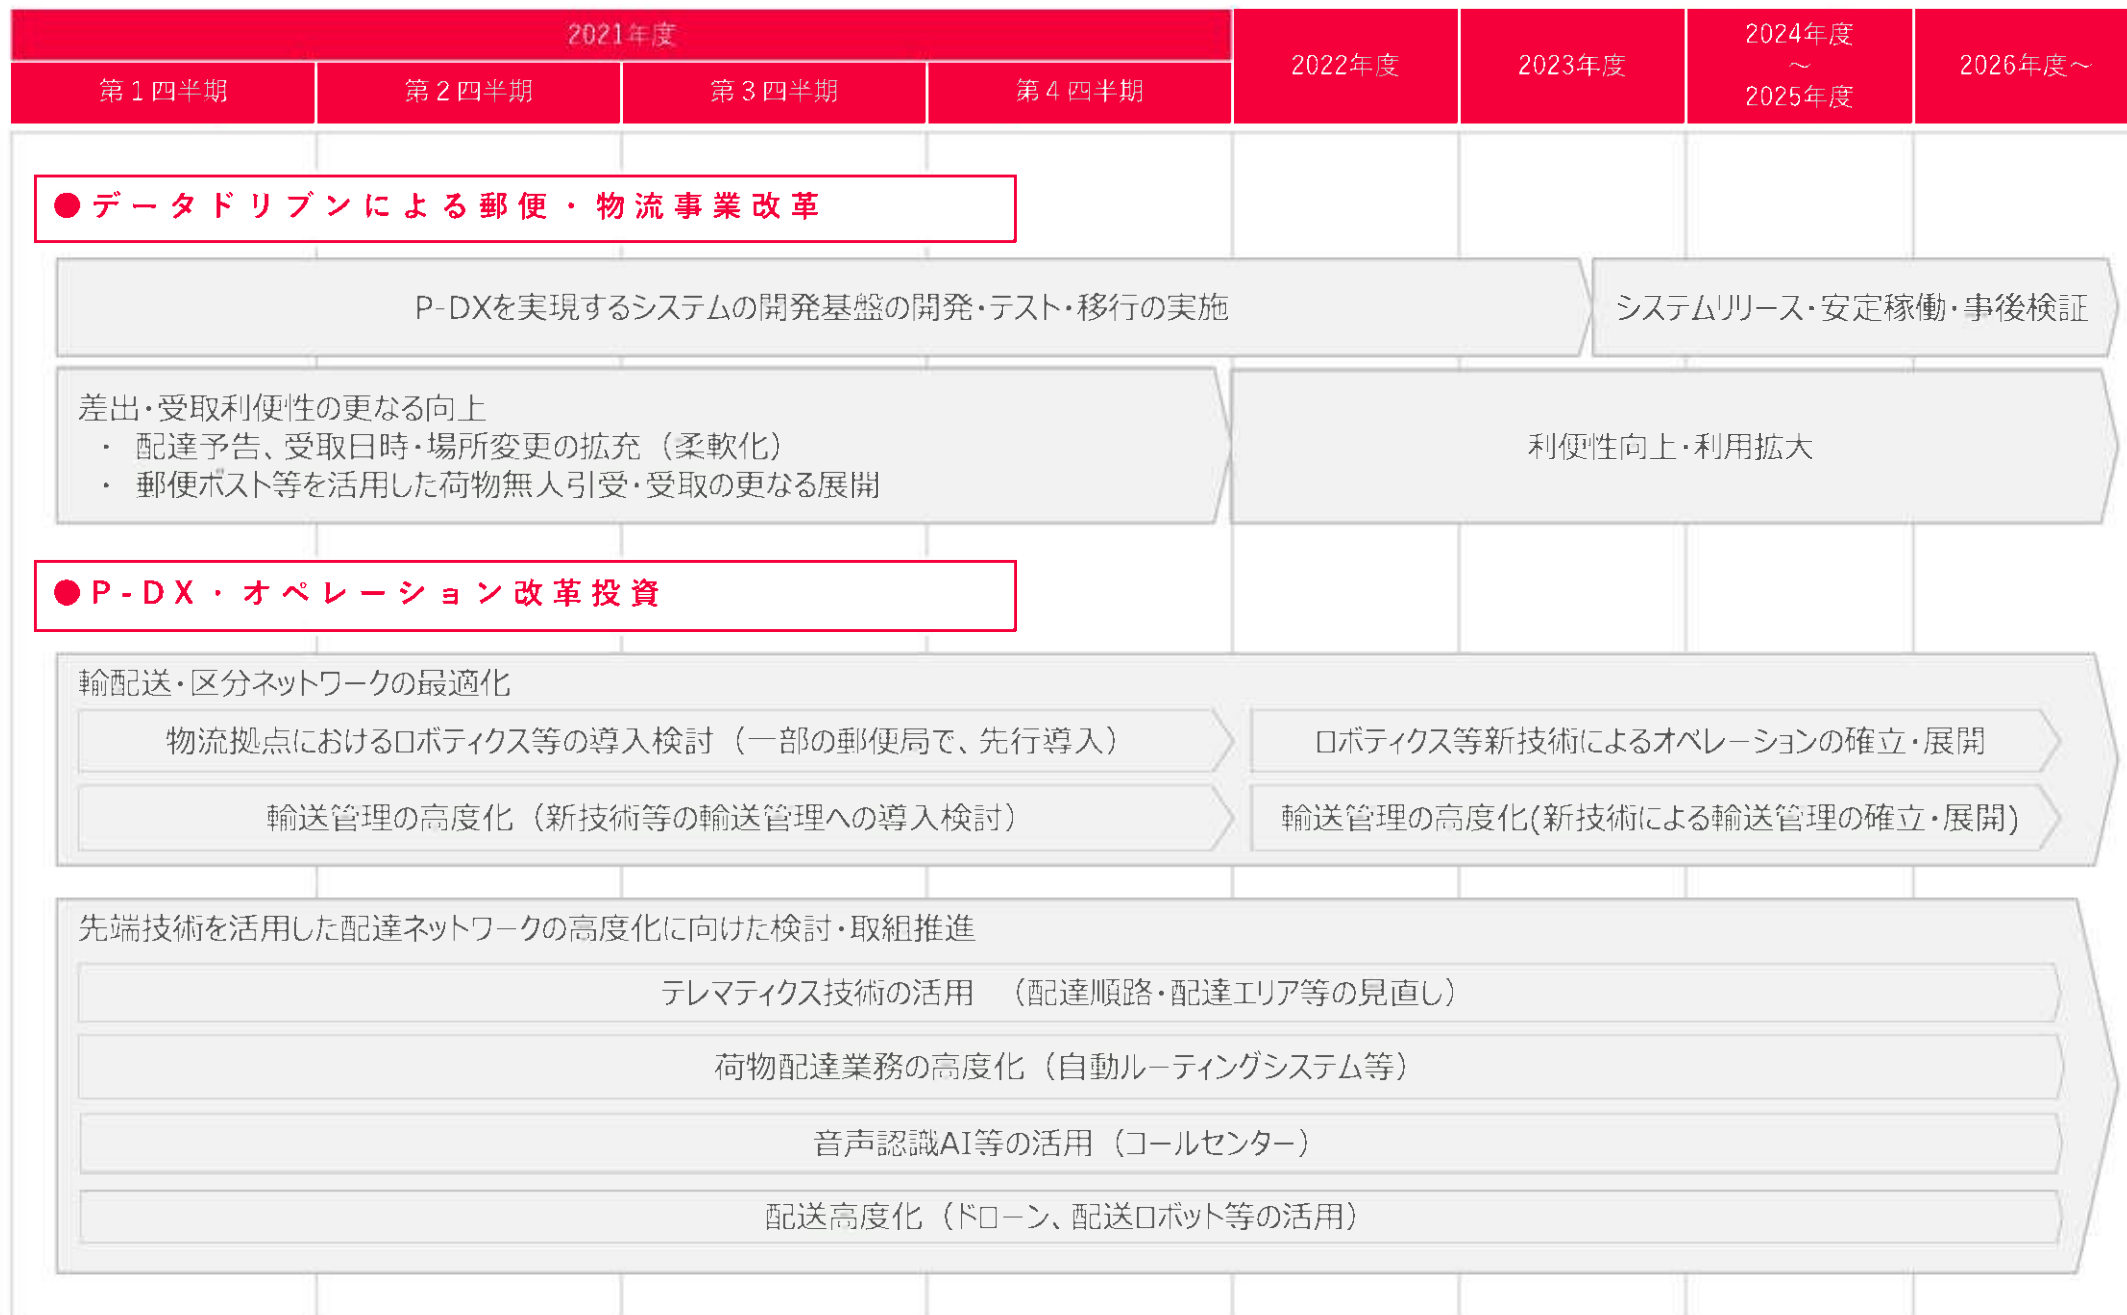 2021年度
第1四半期
第2四半期
第3四半期
第4四半期
2022年度
2023年度
2024年度
～
2025年度
2026年度～
●データドリブンによる郵便・物流事業改革
P-DXを実現するシステムの開発基盤の開発・テスト・移行の実施
システムリリース・安定稼働・事後検証
差出・受取利便性の更なる向上
・ 配達予告、受取日時・場所変更の拡充（柔軟化）
・ 郵便ポスト等を活用した荷物無人引受・受取の更なる展開
利便性向上・利用拡大
●P-DX・オペレーション改革投資
輸配送・区分ネットワークの最適化
物流拠点におけるロボティクス等の導入検討（一部の郵便局で、先行導入）
ロボティクス等新技術によるオペレーションの確立・展開
輸送管理の高度化（新技術等の輸送管理への導入検討）
輸送管理の高度化(新技術による輸送管理の確立・展開)
先端技術を活用した配達ネットワークの高度化に向けた検討・取組推進
テレマティクス技術の活用 （配達順路・配達エリア等の見直し）
荷物配達業務の高度化（自動ルーティングシステム等）
音声認識AI等の活用（コールセンター）
配送高度化（ドローン、配送ロボット等の活用）